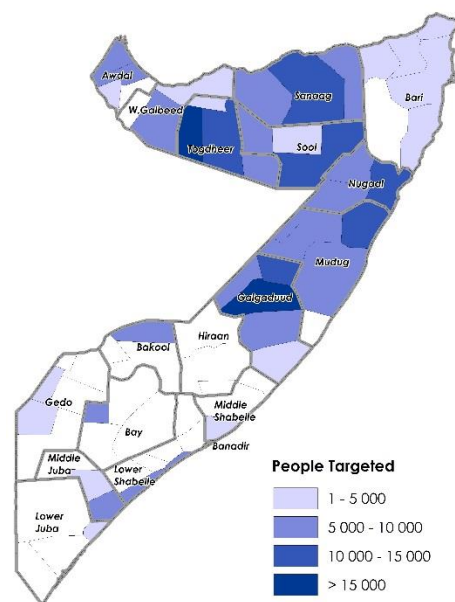 Awdal
W.Galbeed
Togdheer
Sanaag
Sool
Bari
Nugaal
Mudug
Galgaduud
Hiraan
Bakool
Gedo
Bay
Middle
Shabelle
Banadir
Middle
Juba
Lower
Shabelle
Lower
Juba
People Targeted
1 - 5 000
5 000 - 10 000
10 000 - 15 000
> 15 000